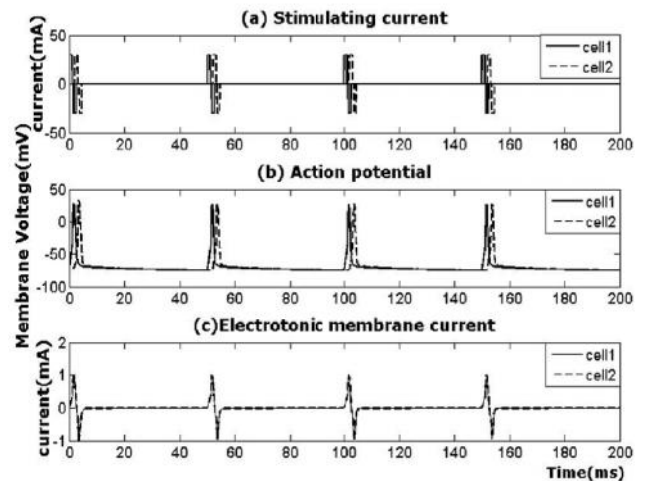 (a) Stimulating current
current(mA)
50
0
-50
cell1
cell2
0 20 40 60 80 100 120 140 160 180 200
Membrane Voltage(mV)
(b) Action potential
50
0
-50
-100
cell1
cell2
0 20 40 60 80 100 120 140 160 180 200
(c)Electrotonic membrane current
current(mA)
2
1
0
-1
cell1
cell2
0 20 40 60 80 100 120 140 160 180 200
Time(ms)